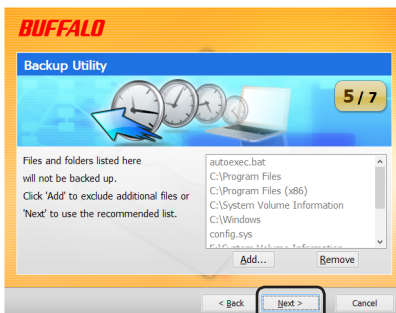 BUFFALO
Backup Utility
5 / 7
Files and folders listed here
will not be backed up.
Click 'Add' to exclude additional files or
'Next' to use the recommended list.
autoexec.bat
C:\Program Files
C:\Program Files (x86)
C:\System Volume Information
C:\Windows
config.sys
Add...
Remove
< Back
Next >
Cancel